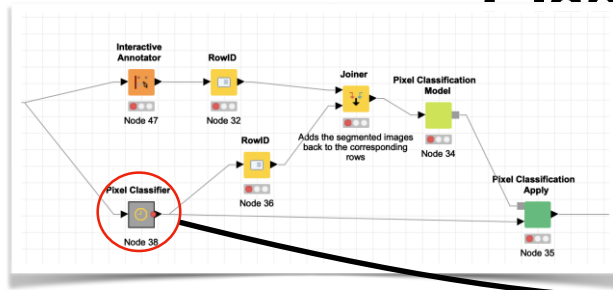 Interactive
Annotator
RowID
Node 47
Node 32
Joiner
Adds the segmented images
back to the corresponding
rows
Pixel Classification
Model
Node 34
RowID
Node 36
Pixel Classifier
Node 38
Pixel Classification
Apply
Node 35